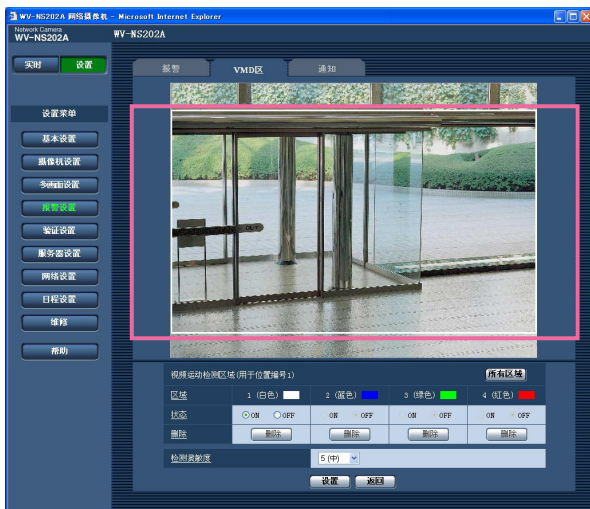 WV-NS202A 网络摄像机 - Microsoft Internet Explorer
Network Camera
WV-NS202A
WV-NS202A
实时 设置
报警 VMD区 通知
设置菜单
基本设置
摄像机设置
多画面设置
报警设置
验证设置
服务器设置
网络设置
日程设置
维修
帮助
OUT
视频运动检测区域(用于位置编号1) 所有区域
区域 1 (白色) 2 (蓝色) 3 (绿色) 4 (红色)
状态 ON OFF ON OFF ON OFF ON OFF
删除 删除 删除 删除 删除
检测灵敏度 5 (中)
设置 返回